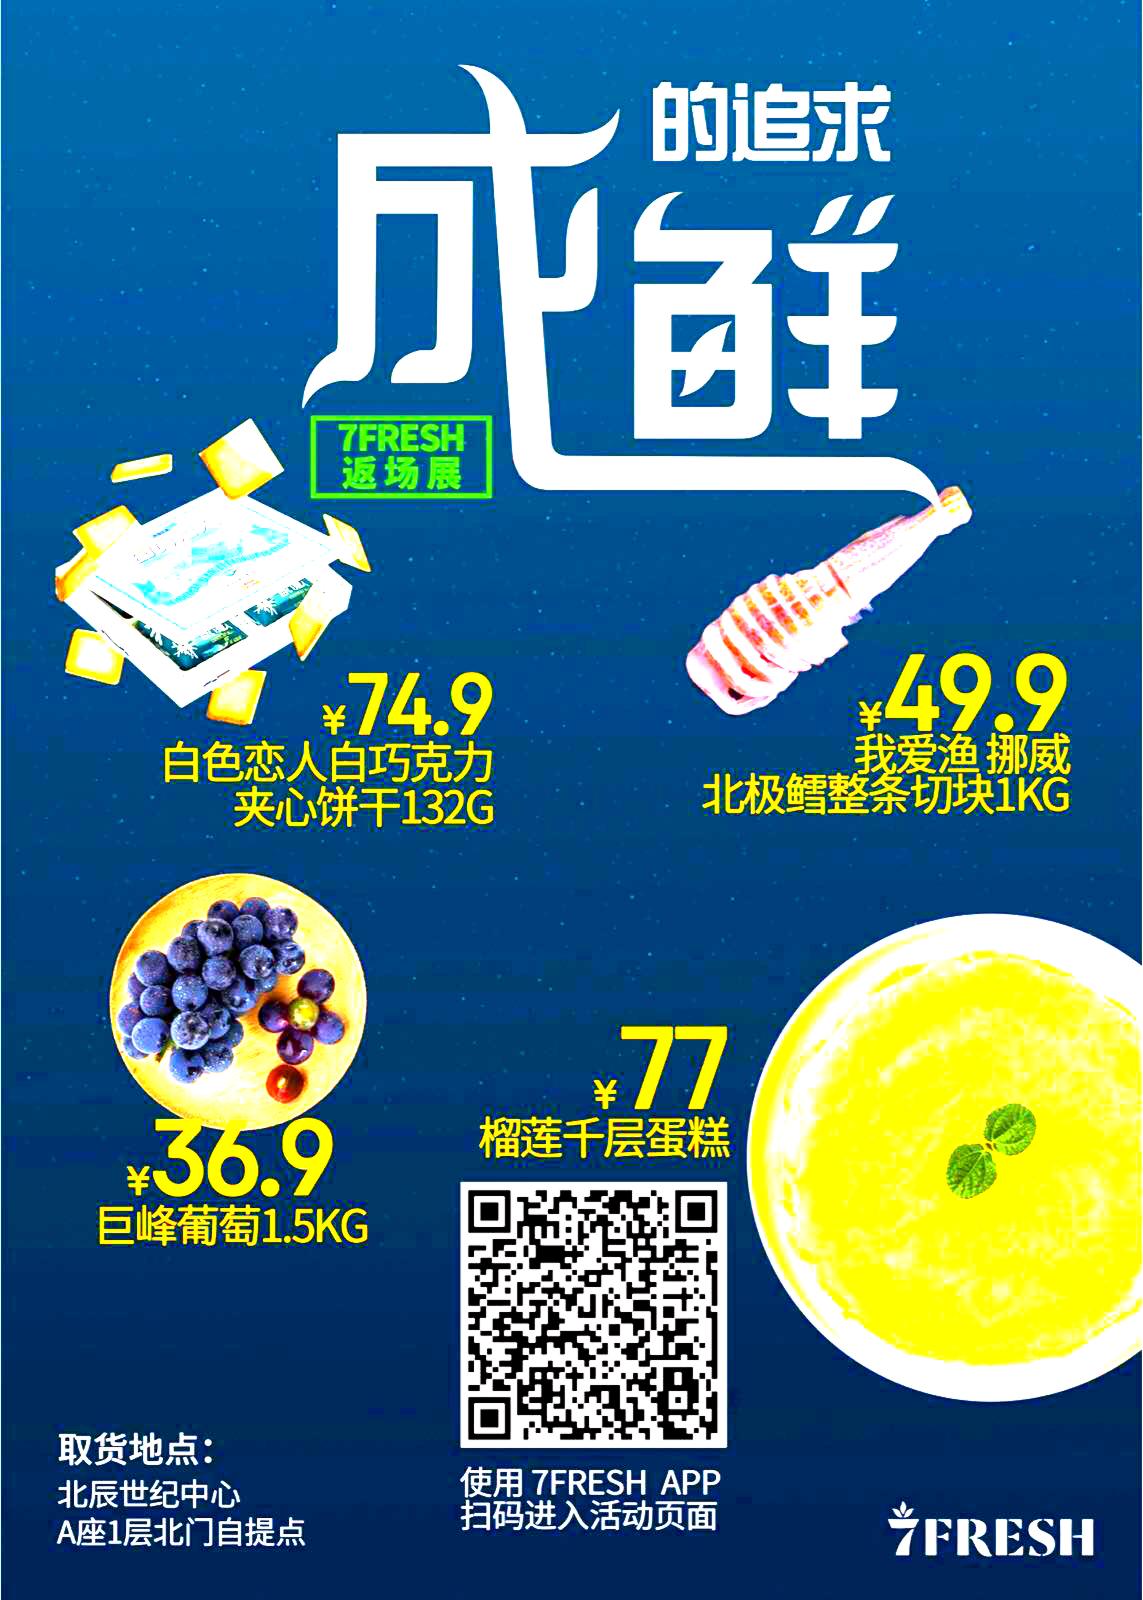 成鲜
的追求
7FRESH
返场展
¥74.9
白色恋人白巧克力
夹心饼干132G
¥49.9
我爱渔 挪威
北极鳕整条切块1KG
¥36.9
巨峰葡萄1.5KG
¥77
榴莲千层蛋糕
使用 7FRESH APP
扫码进入活动页面
取货地点：
北辰世纪中心
A座1层北门自提点
7FRESH